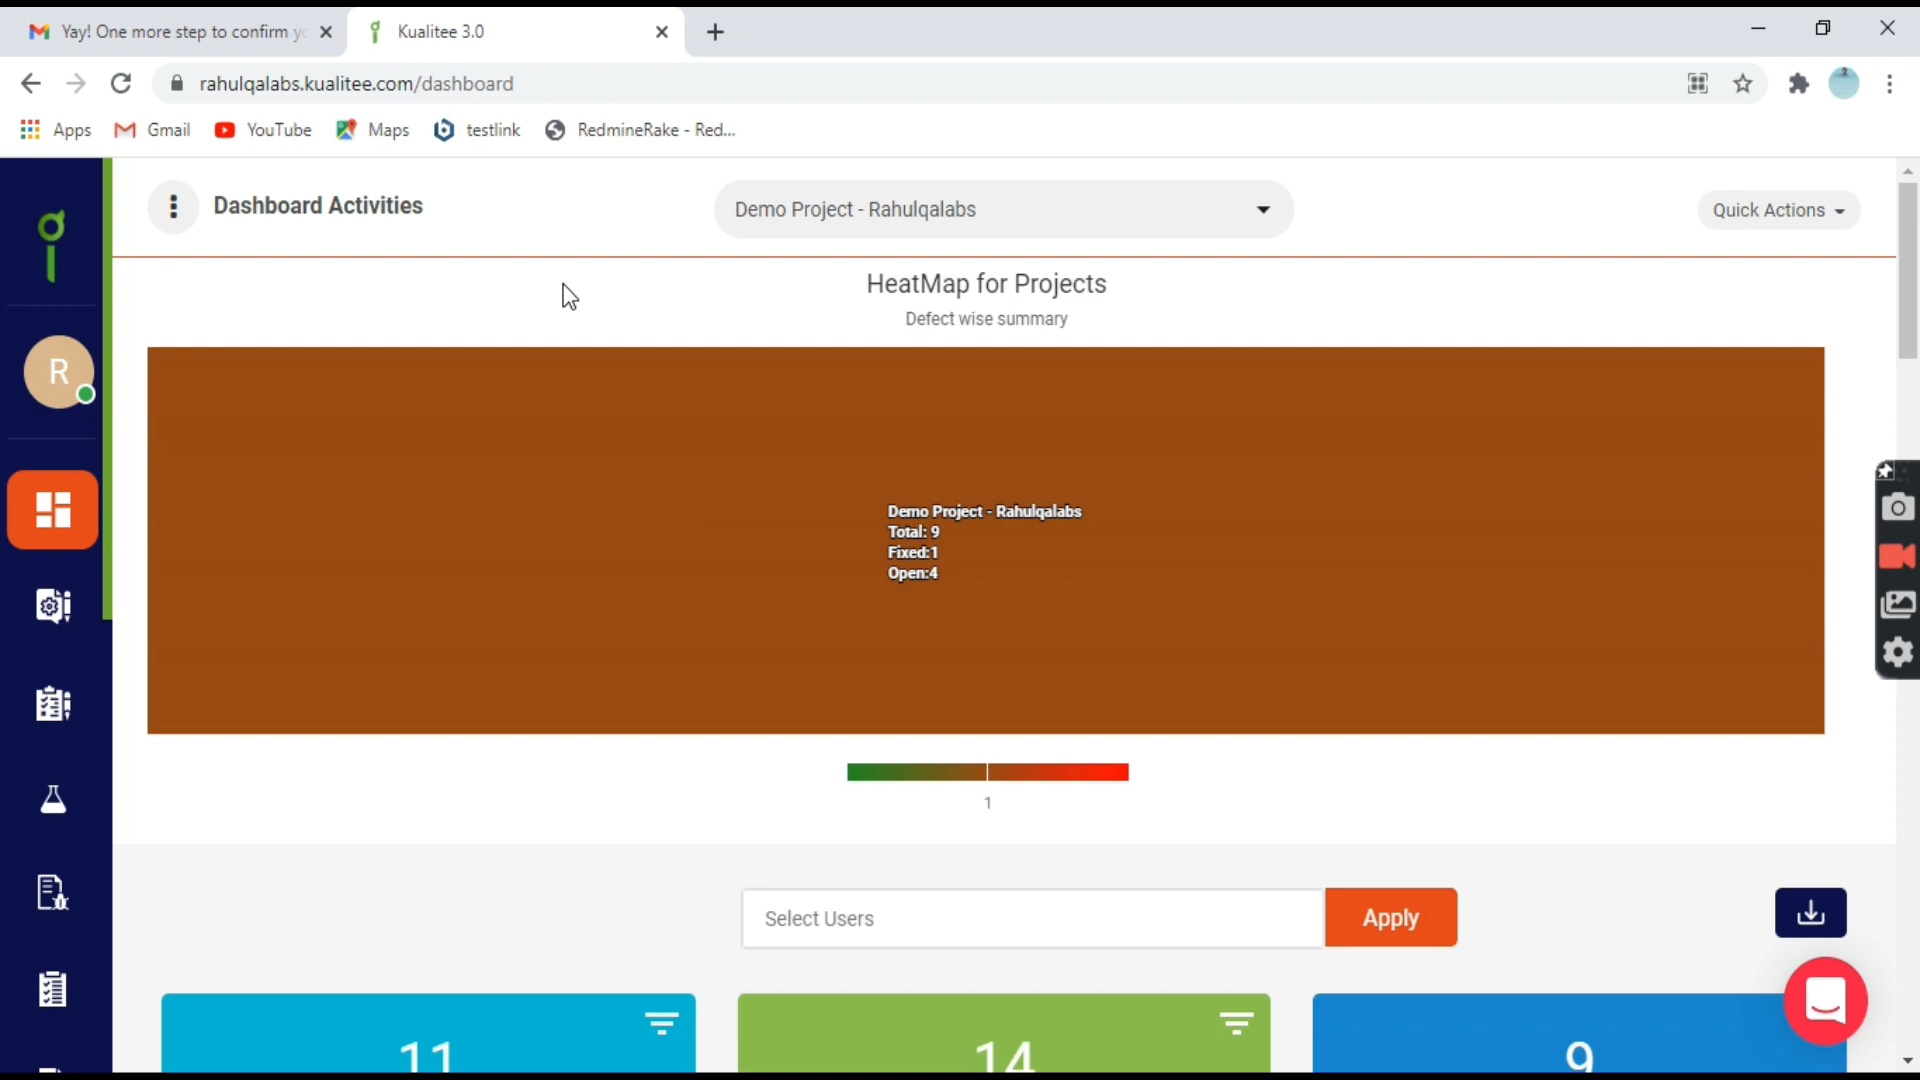 Yay! One more step to confirm yo
Kualitee 3.0
rahulqalabs.kualitee.com/dashboard
Apps
Gmail
YouTube
Maps
testlink
RedmineRake - Red...
Dashboard Activities
Demo Project - Rahulqalabs
Quick Actions
HeatMap for Projects
Defect wise summary
R
Demo Project - Rahulqalabs
Total: 9
Fixed:1
Open:4
1
Select Users
Apply
11
14
9